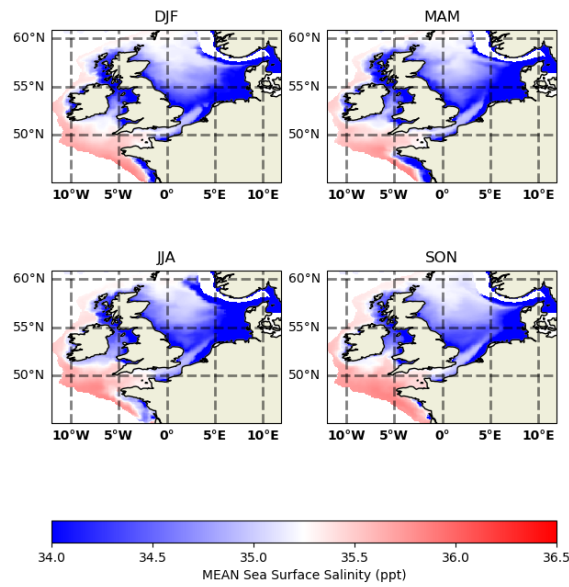 DJF MAM
60°N 60°N
55°N 55°N
50°N 50°N
10°W 5°W 0° 5°E 10°E 10°W 5°W 0° 5°E 10°E
JJA SON
60°N 60°N
55°N 55°N
50°N 50°N
10°W 5°W 0° 5°E 10°E 10°W 5°W 0° 5°E 10°E
34.0 34.5 35.0 35.5 36.0 36.5
MEAN Sea Surface Salinity (ppt)